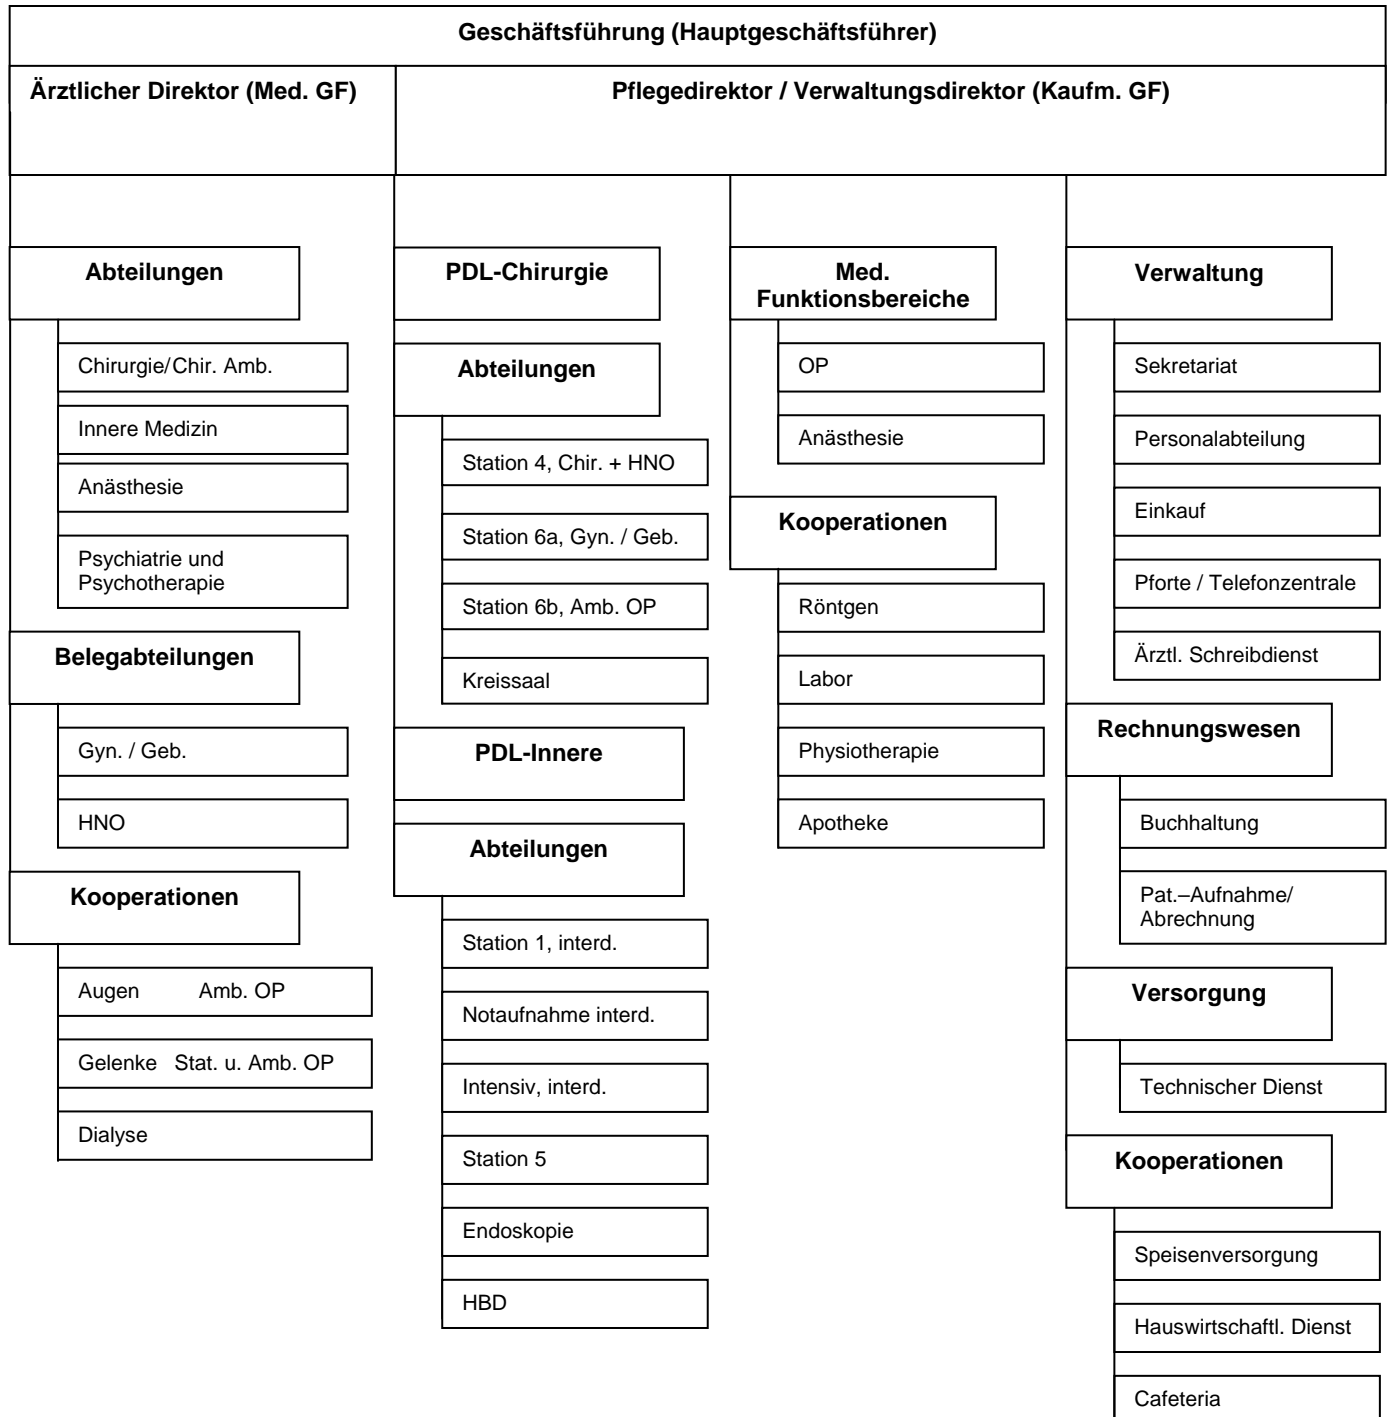 Geschäftsführung (Hauptgeschäftsführer)
Ärztlicher Direktor (Med. GF)
Pflegedirektor / Verwaltungsdirektor (Kaufm. GF)
Abteilungen
Chirurgie/Chir. Amb.
Innere Medizin
Anästhesie
Psychiatrie und
Psychotherapie
Belegabteilungen
Gyn. / Geb.
HNO
Kooperationen
Augen Amb. OP
Gelenke Stat. u. Amb. OP
Dialyse
PDL-Chirurgie
Abteilungen
Station 4, Chir. + HNO
Station 6a, Gyn. / Geb.
Station 6b, Amb. OP
Kreissaal
PDL-Innere
Abteilungen
Station 1, interd.
Notaufnahme interd.
Intensiv, interd.
Station 5
Endoskopie
HBD
Med.
Funktionsbereiche
OP
Anästhesie
Kooperationen
Röntgen
Labor
Physiotherapie
Apotheke
Verwaltung
Sekretariat
Personalabteilung
Einkauf
Pforte / Telefonzentrale
Ärztl. Schreibdienst
Rechnungswesen
Buchhaltung
Pat.–Aufnahme/
Abrechnung
Versorgung
Technischer Dienst
Kooperationen
Speisenversorgung
Hauswirtschaftl. Dienst
Cafeteria